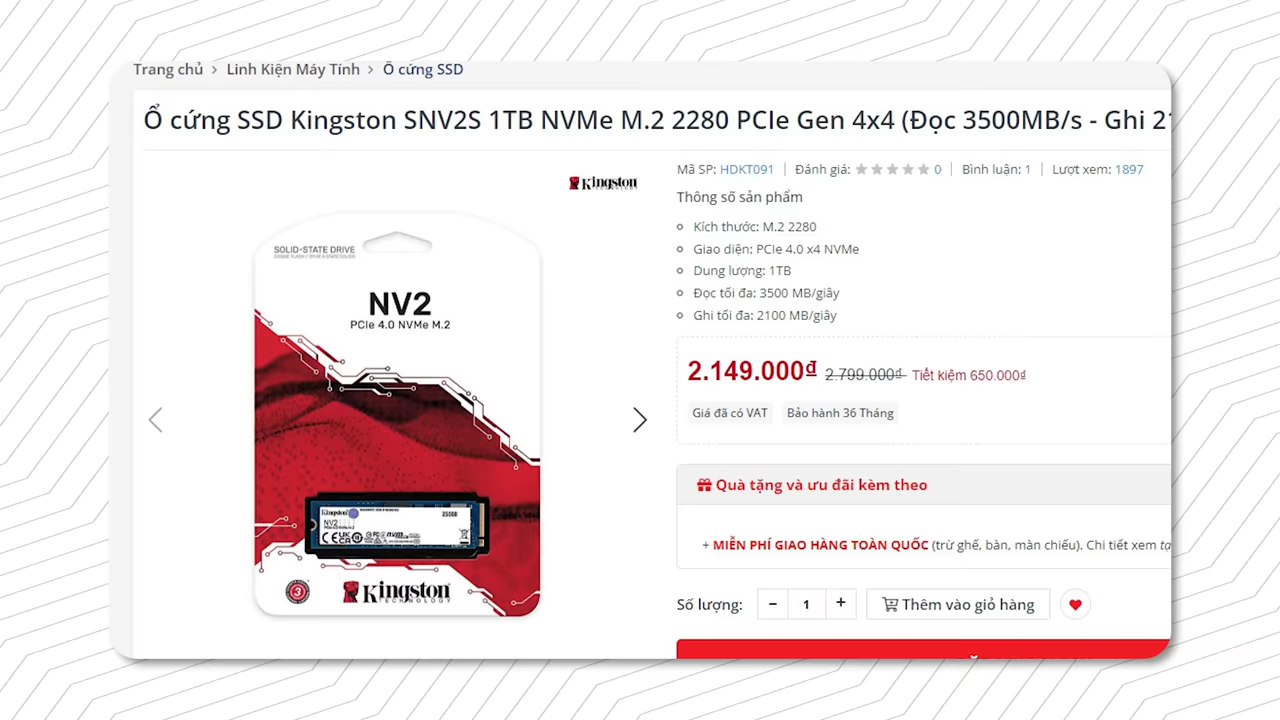 Trang chủ > Linh Kiện Máy Tính > Ổ cứng SSD
Ổ cứng SSD Kingston SNV2S 1TB NVMe M.2 2280 PCIe Gen 4x4 (Đọc 3500MB/s - Ghi 21
Kingston
Mã SP: HDKT091 | Đánh giá: 0 | Bình luận: 1 | Lượt xem: 1897
Thông số sản phẩm
Kích thước: M.2 2280
Giao diện: PCIe 4.0 x4 NVMe
Dung lượng: 1TB
Đọc tối đa: 3500 MB/giây
Ghi tối đa: 2100 MB/giây
SOLID-STATE DRIVE
NV2
PCIe 4.0 NVMe M.2
Kingston
250GB
NV2
Kingston
TECHNOLOGY
3
2.149.000₫ 2.799.000₫ Tiết kiệm 650.000₫
Giá đã có VAT
Bảo hành 36 Tháng
Quà tặng và ưu đãi kèm theo
+ MIỄN PHÍ GIAO HÀNG TOÀN QUỐC (trừ ghế, bàn, màn chiếu). Chi tiết xem tạ
Số lượng: - 1 + Thêm vào giỏ hàng